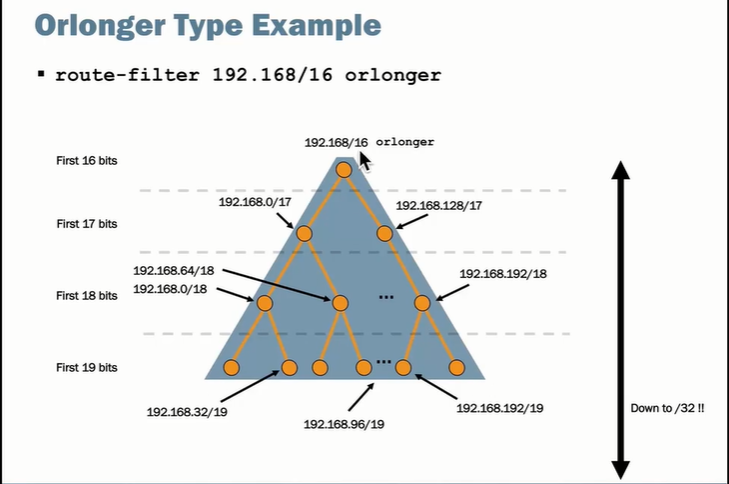 Orlonger Type Example
▪ route-filter 192.168/16 orlonger
192.168/16 orlonger
First 16 bits
192.168.0/17
192.168.128/17
First 17 bits
192.168.64/18
192.168.192/18
192.168.0/18
First 18 bits
...
First 19 bits
...
192.168.32/19
192.168.96/19
192.168.192/19
Down to /32 !!